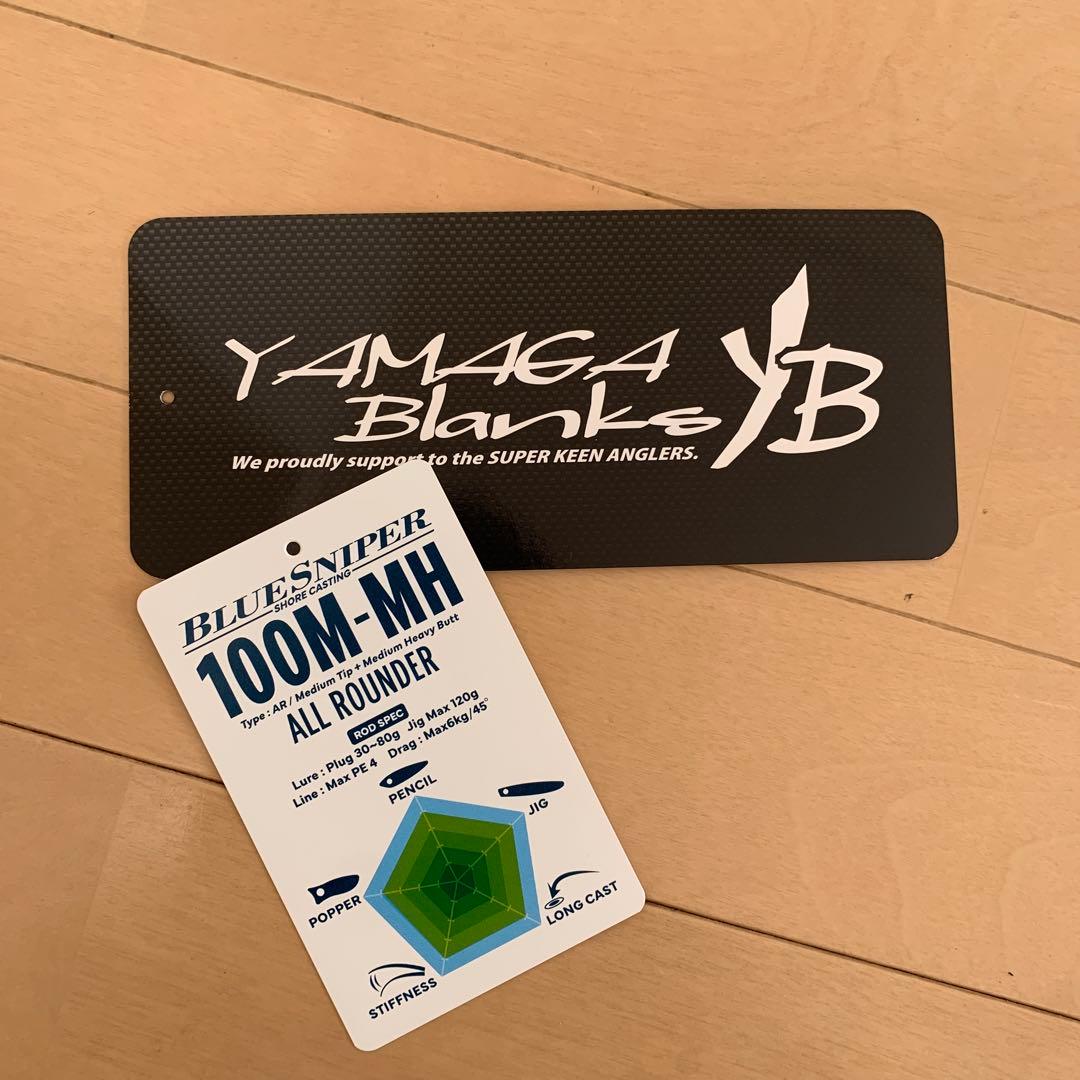 YAMAGA
Blanks
YB
We proudly support to the SUPER KEEN ANGLERS.
BLUESNIPER
SHORE CASTING
100M-MH
Type : AR / Medium Tip + Medium Heavy Butt
ALL ROUNDER
ROD SPEC
Lure : Plug 30~80g Jig Max 120g
Line : Max PE 4 Drag : Max6kg/45°
PENCIL
JIG
POPPER
LONG CAST
STIFFNESS